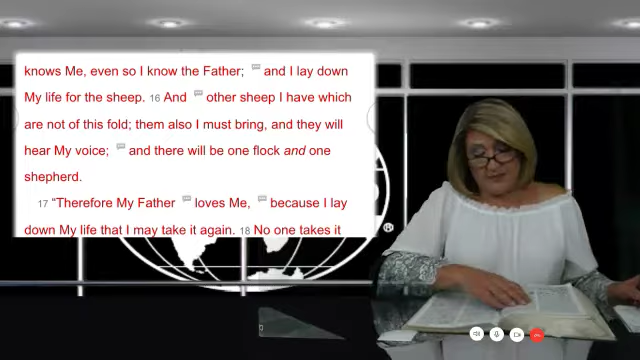 knows Me, even so I know the Father; and I lay down
My life for the sheep. 16 And other sheep I have which
are not of this fold; them also I must bring, and they will
hear My voice; and there will be one flock and one
shepherd.
17 “Therefore My Father loves Me, because I lay
down My life that I may take it again. 18 No one takes it
®